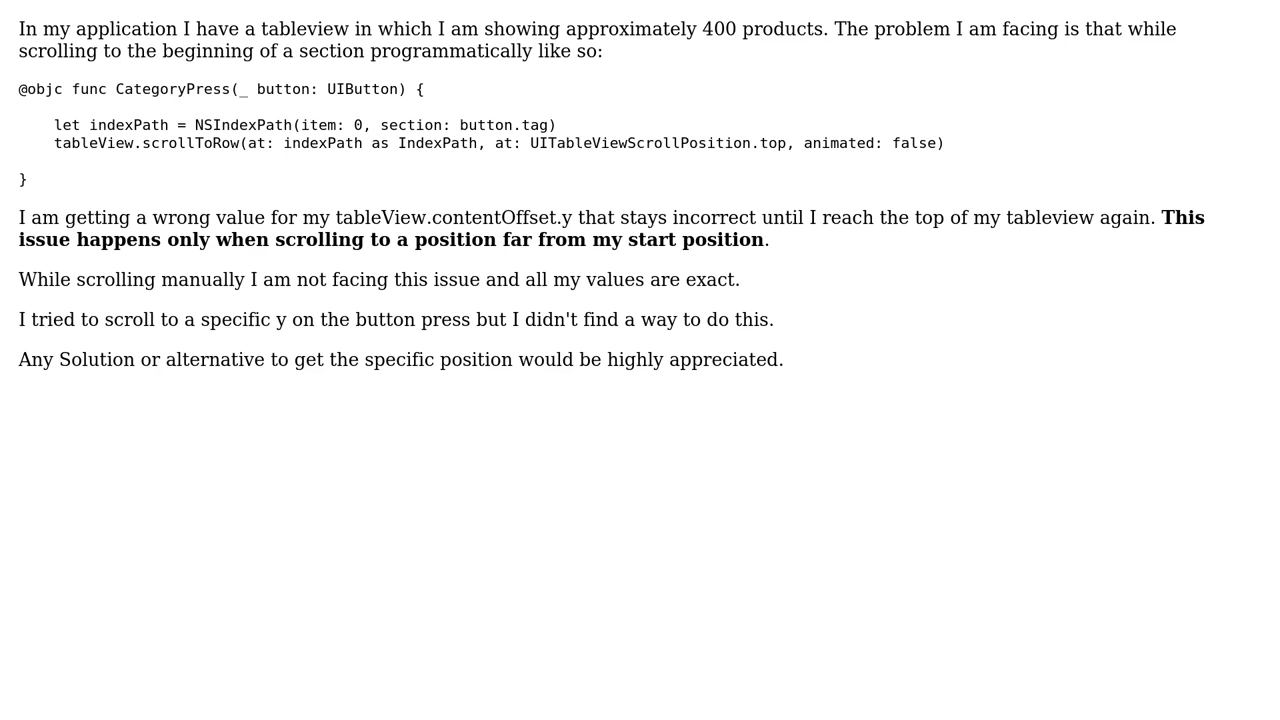 In my application I have a tableview in which I am showing approximately 400 products. The problem I am facing is that while
scrolling to the beginning of a section programmatically like so:
@objc func CategoryPress(_ button: UIButton) {
    let indexPath = NSIndexPath(item: 0, section: button.tag)
    tableView.scrollToRow(at: indexPath as IndexPath, at: UITableViewScrollPosition.top, animated: false)
}
I am getting a wrong value for my tableView.contentOffset.y that stays incorrect until I reach the top of my tableview again. This
issue happens only when scrolling to a position far from my start position.
While scrolling manually I am not facing this issue and all my values are exact.
I tried to scroll to a specific y on the button press but I didn't find a way to do this.
Any Solution or alternative to get the specific position would be highly appreciated.